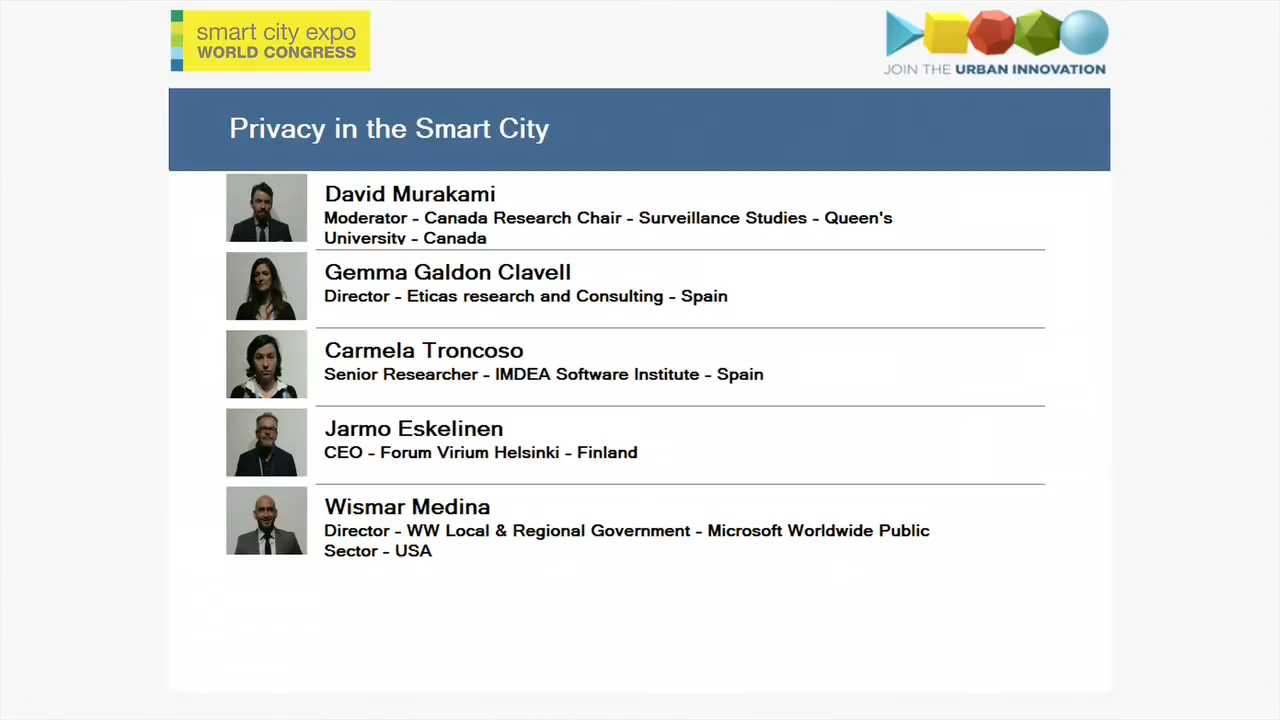 smart city expo
WORLD CONGRESS
JOIN THE URBAN INNOVATION
Privacy in the Smart City
David Murakami
Moderator - Canada Research Chair - Surveillance Studies - Queen's
University - Canada
Gemma Galdon Clavell
Director - Eticas research and Consulting - Spain
Carmela Troncoso
Senior Researcher - IMDEA Software Institute - Spain
Jarmo Eskelinen
CEO - Forum Virium Helsinki - Finland
Wismar Medina
Director - WW Local & Regional Government - Microsoft Worldwide Public
Sector - USA